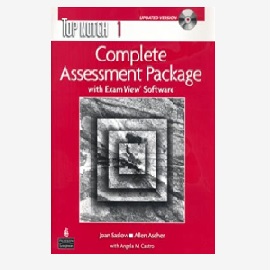 UPDATED VERSION
TOP NOTCH 1
Complete
Assessment Package
with ExamView® Software
Joan Saslow Allen Ascher
with Angela M. Castro